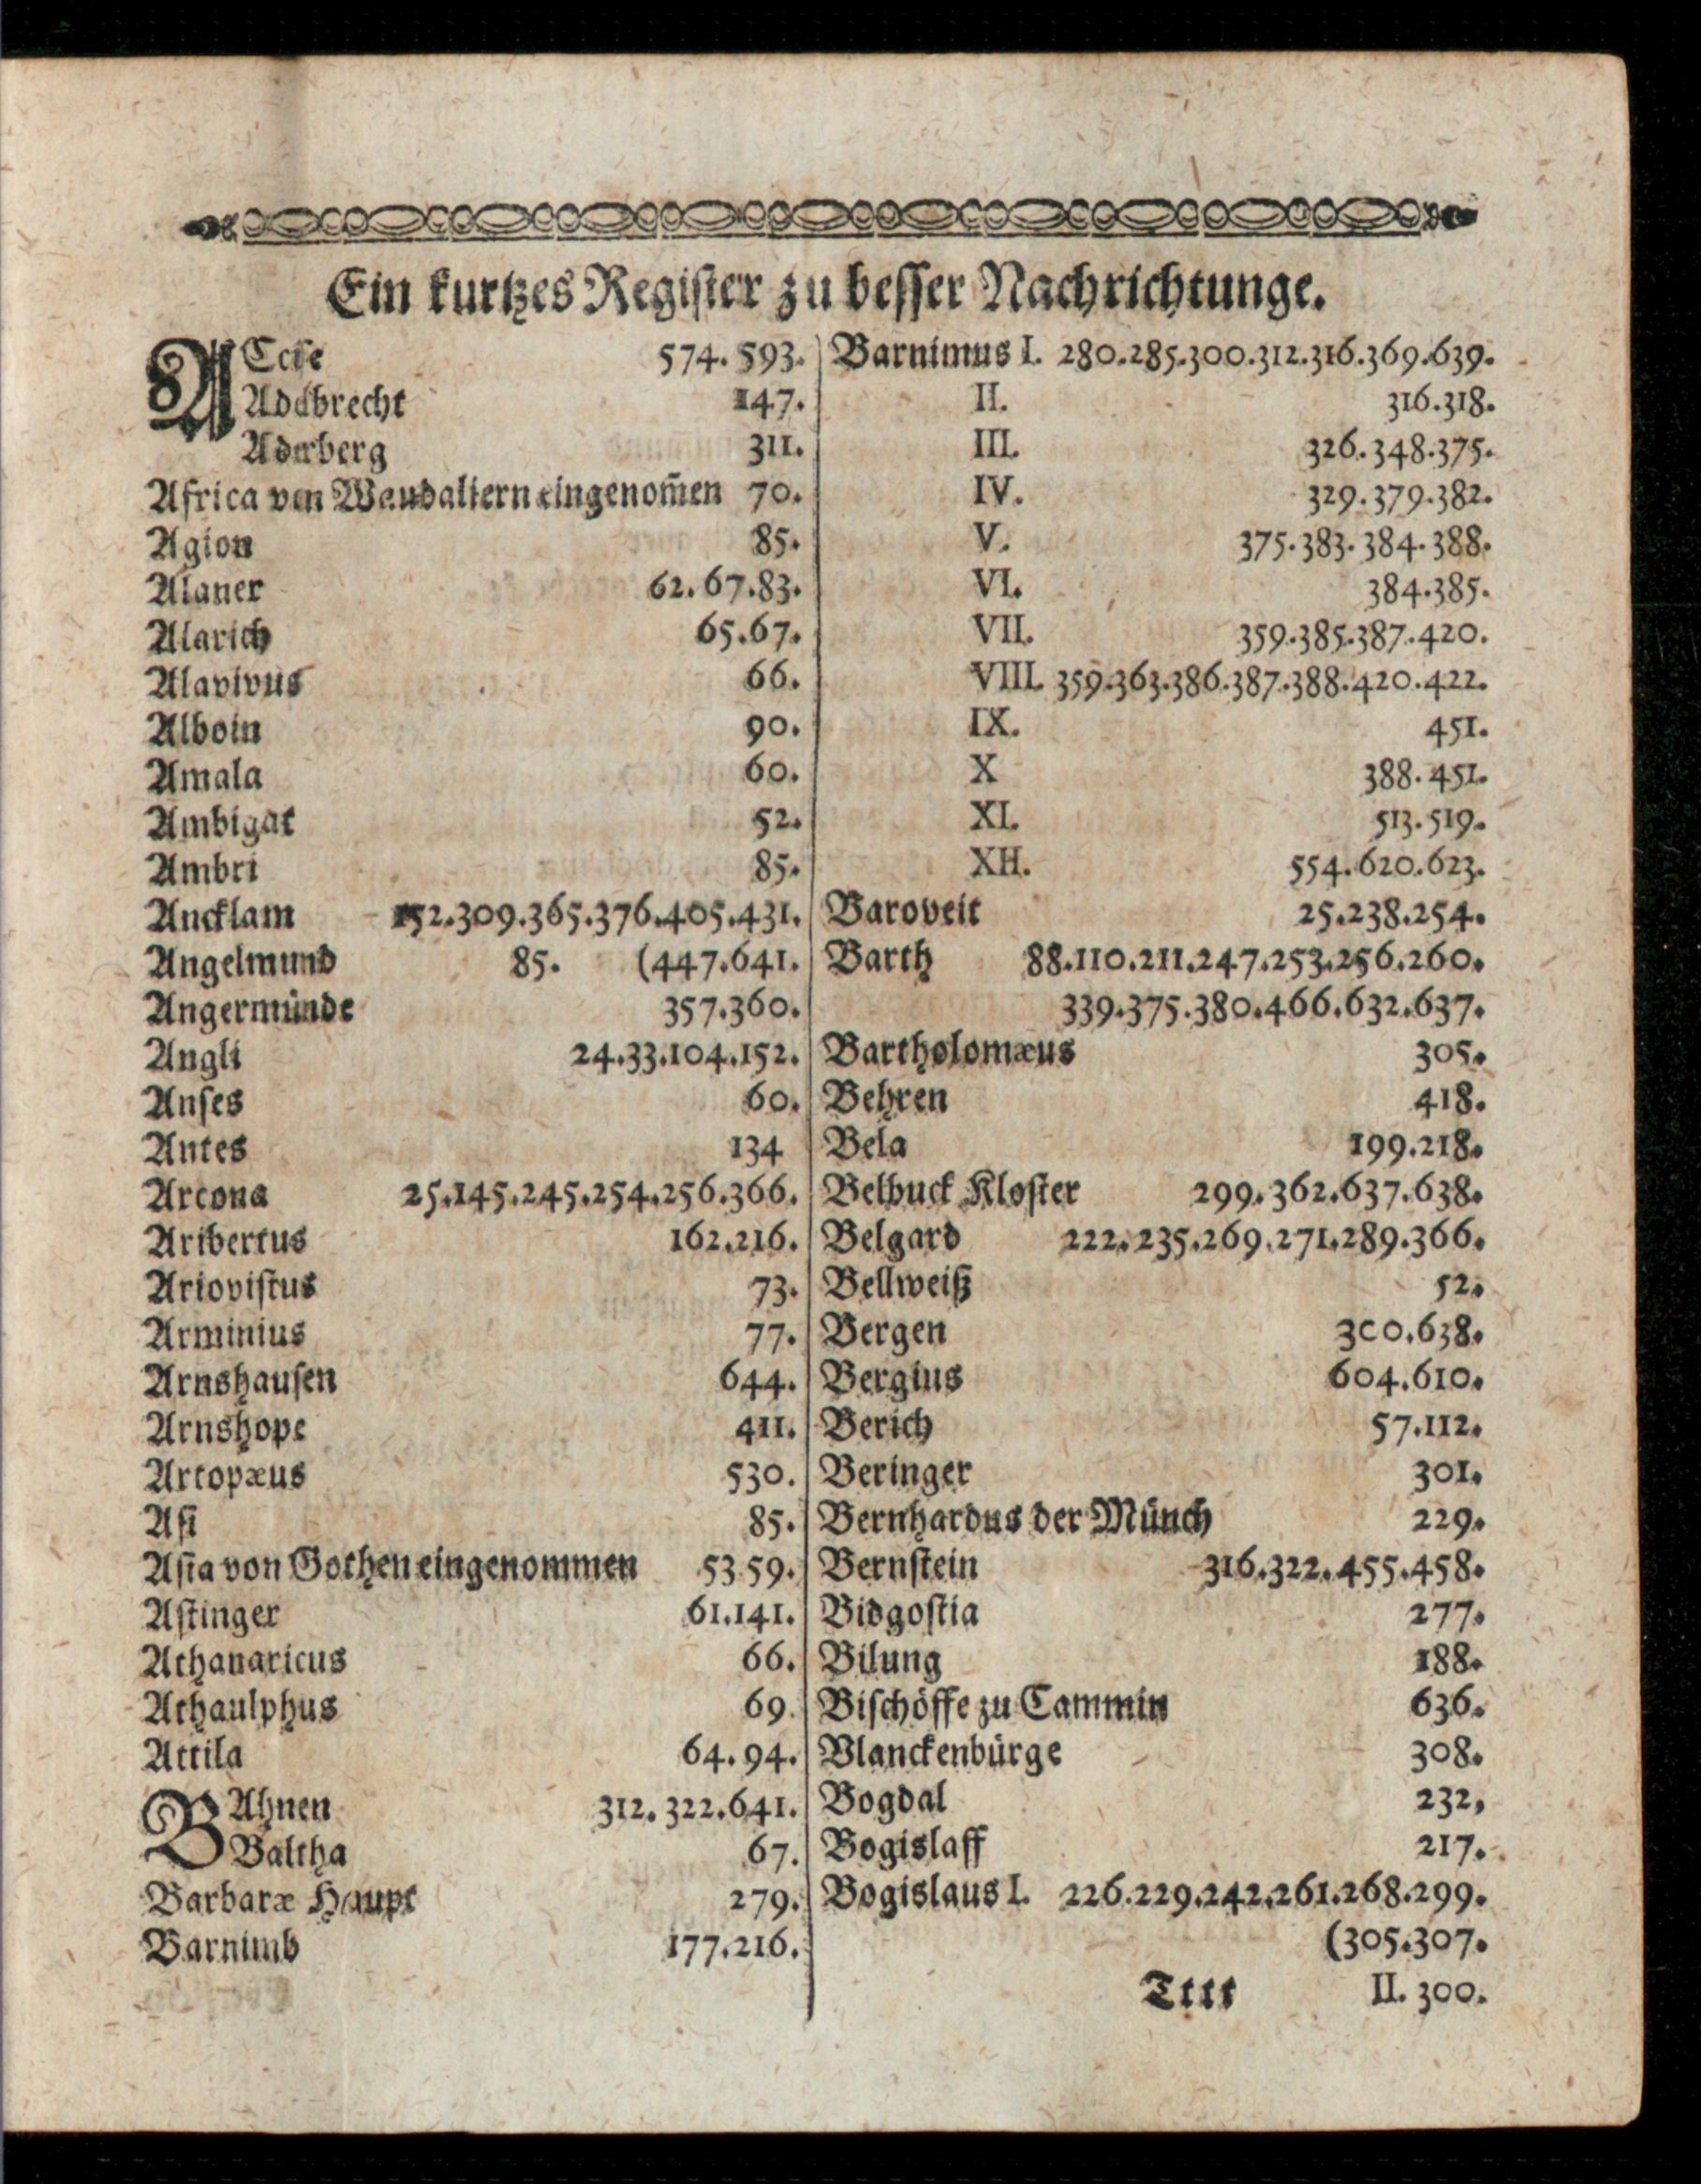 Ein kurtzes Register zu besser Nachrichtunge.
ACcise 574. 593.
Adelbrecht 147.
Aderberg 311.
Africa von Wandaliern eingenom̃en 70.
Agion 85.
Alaner 62.67.83.
Alarich 65.67.
Alavivus 66.
Alboin 90.
Amala 60.
Ambigat 52.
Ambri 85.
Ancklam 152.309.365.376.405.431.
Angelmund 85. (447.641.
Angermünde 357.360.
Angli 24.33.104.152.
Anses 60.
Antes 134
Arcona 25.145.245.254.256.366.
Aribertus 162.216.
Ariovistus 73.
Arminius 77.
Arnshausen 644.
Arnshope 411.
Artopæus 530.
Asi 85.
Asia von Gothen eingenommen 53 59.
Astinger 61.141.
Athanaricus 66.
Athaulphus 69.
Attila 64.94.
BAhnen 312.322.641.
Baltha 67.
Barbaræ Haupt 279.
Barnimb 177.216.
Barnimus I. 280.285.300.312.316.369.639.
II. 316.318.
III. 326.348.375.
IV. 329.379.382.
V. 375.383.384.388.
VI. 384.385.
VII. 359.385.387.420.
VIII. 359.363.386.387.388.420.422.
IX. 451.
X 388.451.
XI. 513.519.
XII. 554.620.623.
Baroveit 25.238.254.
Barth 88.110.211.247.253.256.260.
339.375.380.466.632.637.
Bartholomæus 305.
Behren 418.
Bela 199.218.
Belbuck Kloster 299.362.637.638.
Belgard 222.235.269.271.289.366.
Bellweiß 52.
Bergen 300.638.
Bergius 604.610.
Berich 57.112.
Beringer 301.
Bernhardus der Münch 229.
Bernstein 316.322.455.458.
Bidgostia 277.
Bilung 188.
Bischöffe zu Cammin 636.
Blanckenbürge 308.
Bogdal 232,
Bogislaff 217.
Bogislaus I. 226.229.242.261.268.299.
(305.307.
Tttt II. 300.